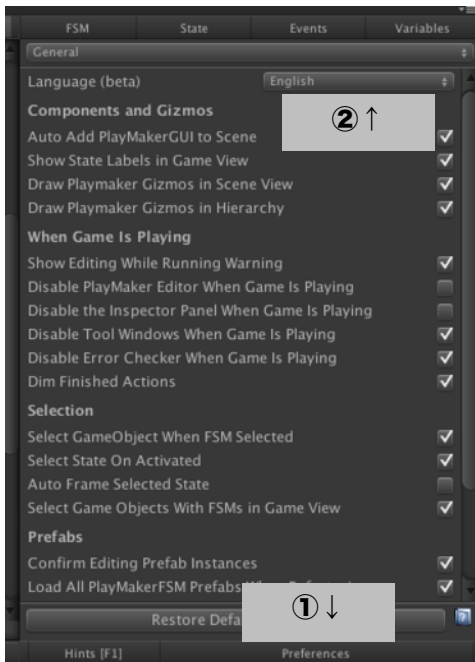 FSM State Events Variables
General
Language (beta) English
②↑
Components and Gizmos
Auto Add PlayMakerGUI to Scene
Show State Labels in Game View
Draw Playmaker Gizmos in Scene View
Draw Playmaker Gizmos in Hierarchy
When Game Is Playing
Show Editing While Running Warning
Disable PlayMaker Editor When Game Is Playing
Disable the Inspector Panel When Game Is Playing
Disable Tool Windows When Game Is Playing
Disable Error Checker When Game Is Playing
Dim Finished Actions
Selection
Select GameObject When FSM Selected
Select State On Activated
Auto Frame Selected State
Select Game Objects With FSMs in Game View
Prefabs
Confirm Editing Prefab Instances
Load All PlayMakerFSM Prefabs
①↓
Restore
Hints [F1] Preferences